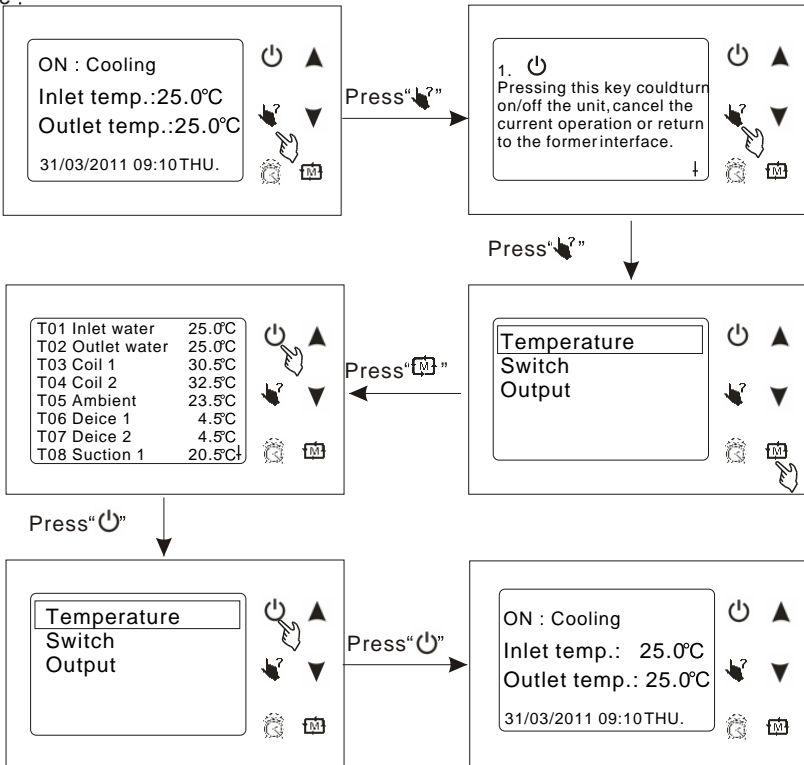 ON : Cooling
Inlet temp.:25.0℃
Outlet temp.:25.0℃
31/03/2011 09:10THU.
?
M
Press“ ? ”
1.
Pressing this key couldturn
on/off the unit,cancel the
current operation or return
to the formerinterface.
?
M
Press“ ? ”
Temperature
Switch
Output
?
M
Press“ M ”
T01 Inlet water 25.0℃
T02 Outlet water 25.0℃
T03 Coil 1 30.5℃
T04 Coil 2 32.5℃
T05 Ambient 23.5℃
T06 Deice 1 4.5℃
T07 Deice 2 4.5℃
T08 Suction 1 20.5℃
?
M
Press“ ”
Temperature
Switch
Output
?
M
Press“ ”
ON : Cooling
Inlet temp.: 25.0℃
Outlet temp.: 25.0℃
31/03/2011 09:10THU.
?
M